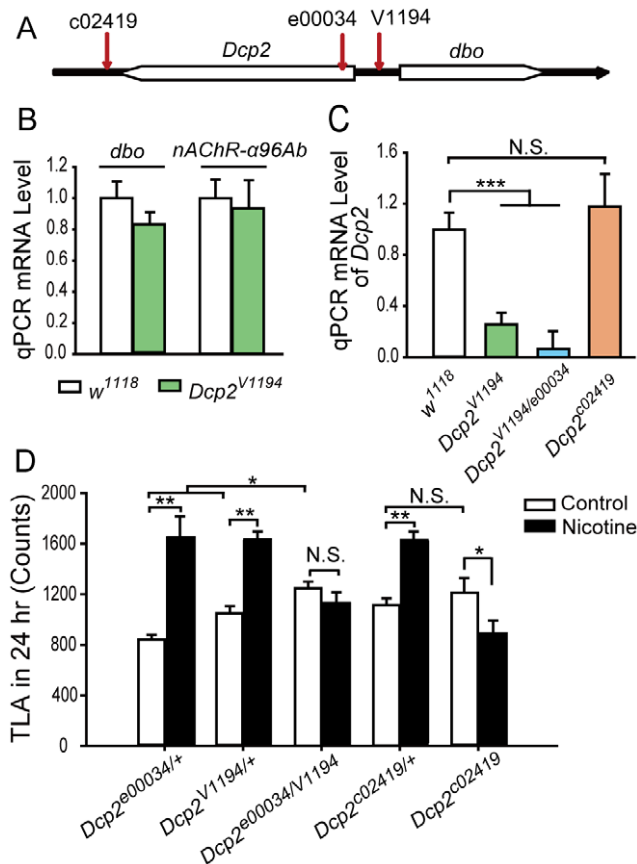 A
c02419
e00034
V1194
Dcp2
dbo
B
dbo
nAChR-α96Ab
qPCR mRNA Level
1.2
1.0
0.8
0.6
0.4
0.2
0.0
w1118
Dcp2V1194
C
N.S.
***
qPCR mRNA Level
of Dcp2
1.6
1.2
0.8
0.4
0.0
w1118
Dcp2V1194
Dcp2V1194/e00034
Dcp2c02419
D
TLA in 24 hr (Counts)
2000
1600
1200
800
400
0
*
**
**
N.S.
N.S.
**
*
Control
Nicotine
Dcp2e00034/+
Dcp2V1194/+
Dcp2e00034/V1194
Dcp2c02419/+
Dcp2c02419